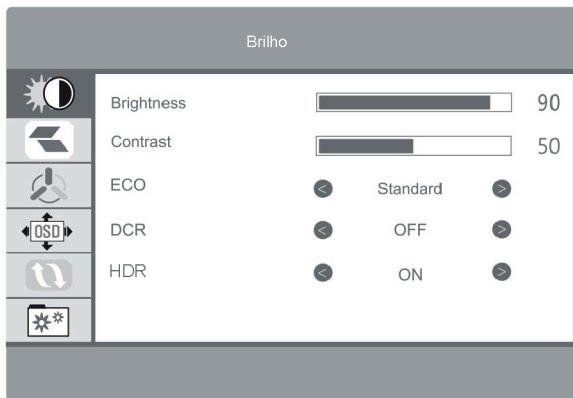 Brilho
Brightness 90
Contrast 50
ECO < Standard >
DCR < OFF >
HDR < ON >
OSD